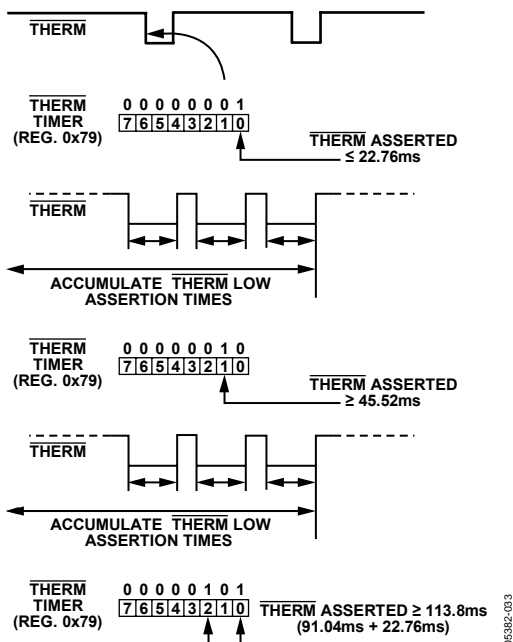 THERM
0 0 0 0 0 0 0 1
THERM
TIMER
(REG. 0x79)
7 6 5 4 3 2 1 0
THERM ASSERTED
≤ 22.76ms
THERM
ACCUMULATE THERM LOW
ASSERTION TIMES
0 0 0 0 0 0 1 0
THERM
TIMER
(REG. 0x79)
7 6 5 4 3 2 1 0
THERM ASSERTED
≥ 45.52ms
THERM
ACCUMULATE THERM LOW
ASSERTION TIMES
0 0 0 0 0 1 0 1
THERM
TIMER
(REG. 0x79)
7 6 5 4 3 2 1 0
THERM ASSERTED ≥ 113.8ms
(91.04ms + 22.76ms)